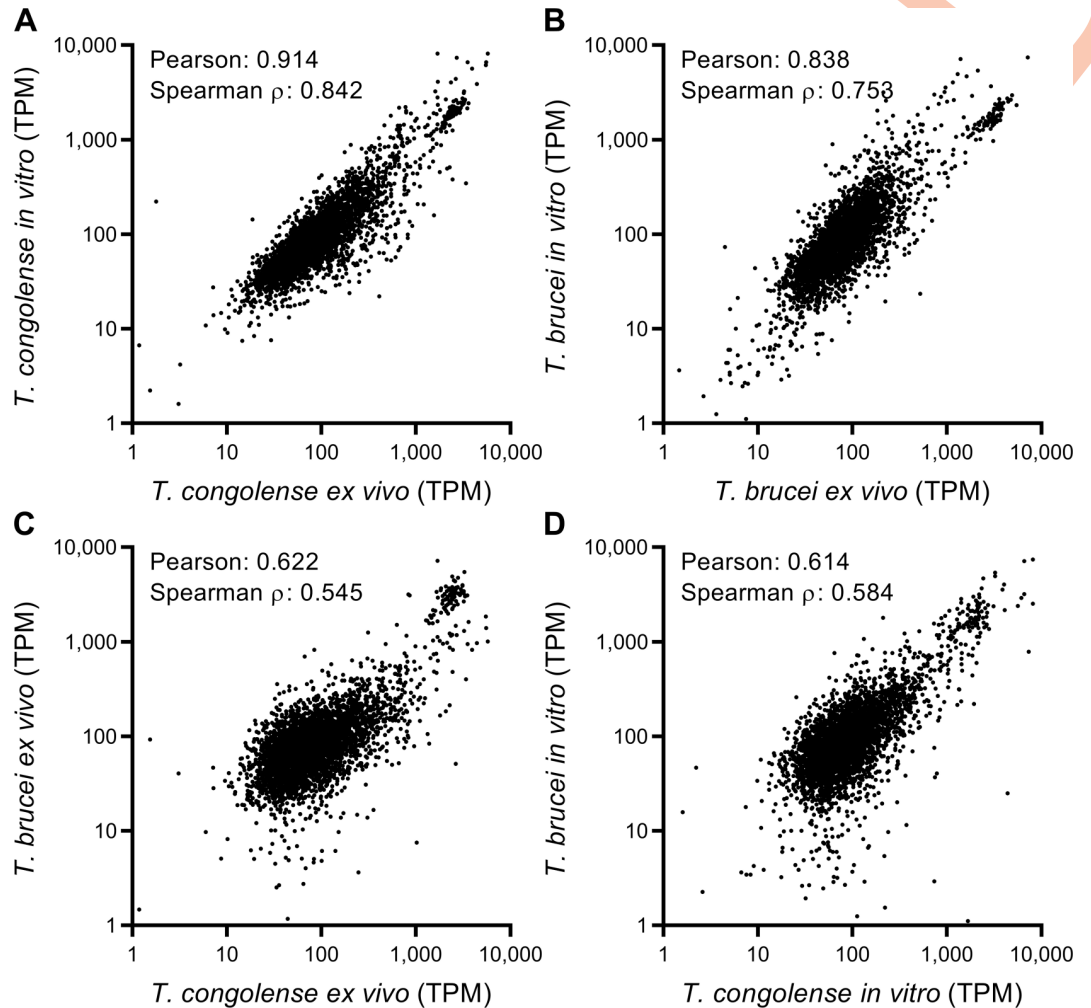 A
Pearson: 0.914
Spearman ρ: 0.842
10,000
1,000
100
10
1
T. congolense in vitro (TPM)
1 10 100 1,000 10,000
T. congolense ex vivo (TPM)
B
Pearson: 0.838
Spearman ρ: 0.753
10,000
1,000
100
10
1
T. brucei in vitro (TPM)
1 10 100 1,000 10,000
T. brucei ex vivo (TPM)
C
Pearson: 0.622
Spearman ρ: 0.545
10,000
1,000
100
10
1
T. brucei ex vivo (TPM)
1 10 100 1,000 10,000
T. congolense ex vivo (TPM)
D
Pearson: 0.614
Spearman ρ: 0.584
10,000
1,000
100
10
1
T. brucei in vitro (TPM)
1 10 100 1,000 10,000
T. congolense in vitro (TPM)